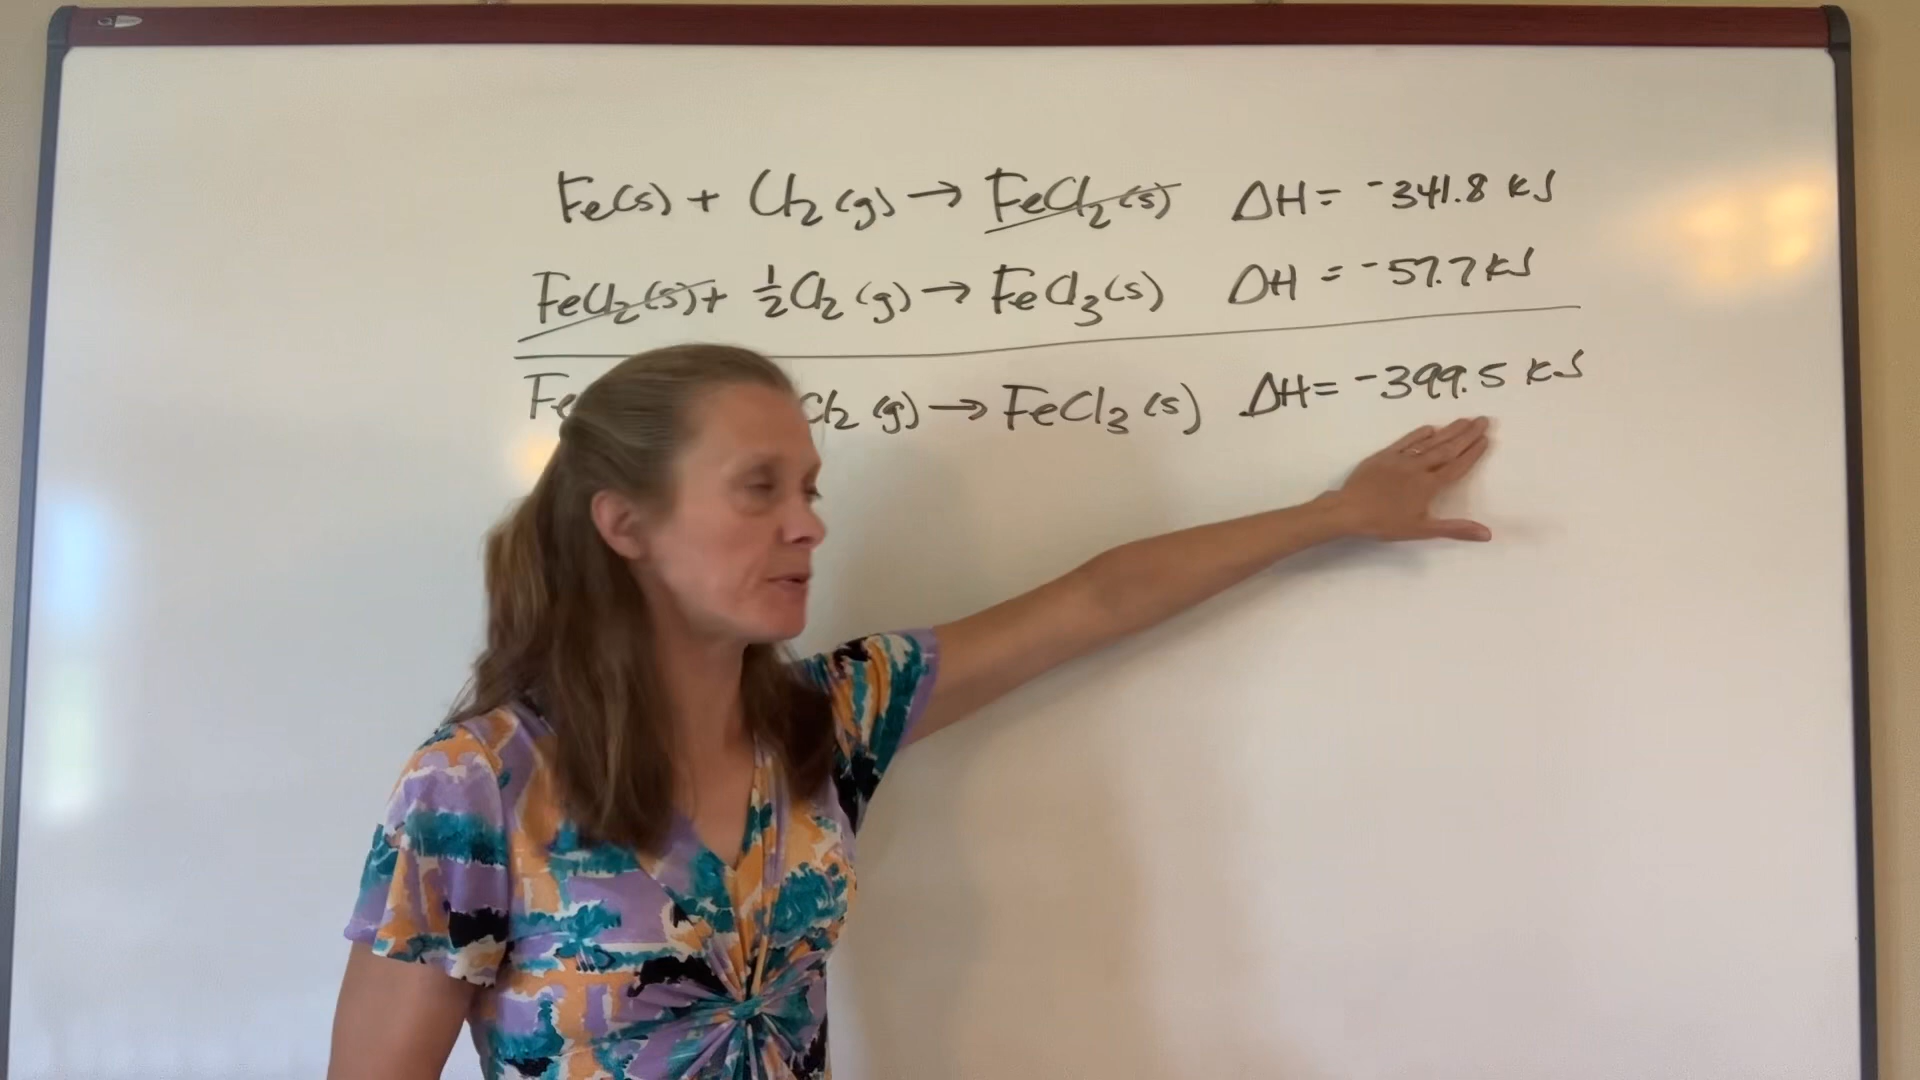 Fe(s) + Cl₂ (g) → FeCl₂(s) ΔH = -341.8 kJ
FeCl₂(s) + ½Cl₂ (g) → FeCl₃(s) ΔH = -57.7 kJ
Fe Cl₂ (g) → FeCl₃ (s) ΔH = -399.5 kJ